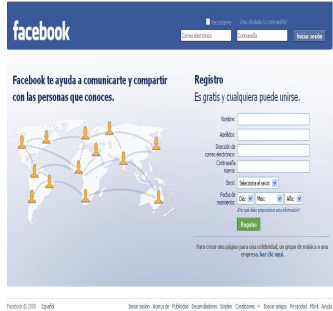 facebook
Recordarme ¿Has olvidado tu contraseña?
Correo electrónico Contraseña Iniciar sesión
Facebook te ayuda a comunicarte y compartir
con las personas que conoces.
Registro
Es gratis y cualquiera puede unirse.
Nombre:
Apellidos:
Dirección de
correo electrónico:
Contraseña
nueva:
Sexo: Selecciona el sexo:
Fecha de
nacimiento: Día: Mes: Año:
¿Por qué debo proporcionar esta información?
Registro
Para crear una página para una celebridad, un grupo de música o una
empresa, haz clic aquí.
Facebook © 2009 Español Iniciar sesión Acerca de Publicidad Desarrolladores Empleo Condiciones • Buscar amigos Privacidad Móvil Ayuda